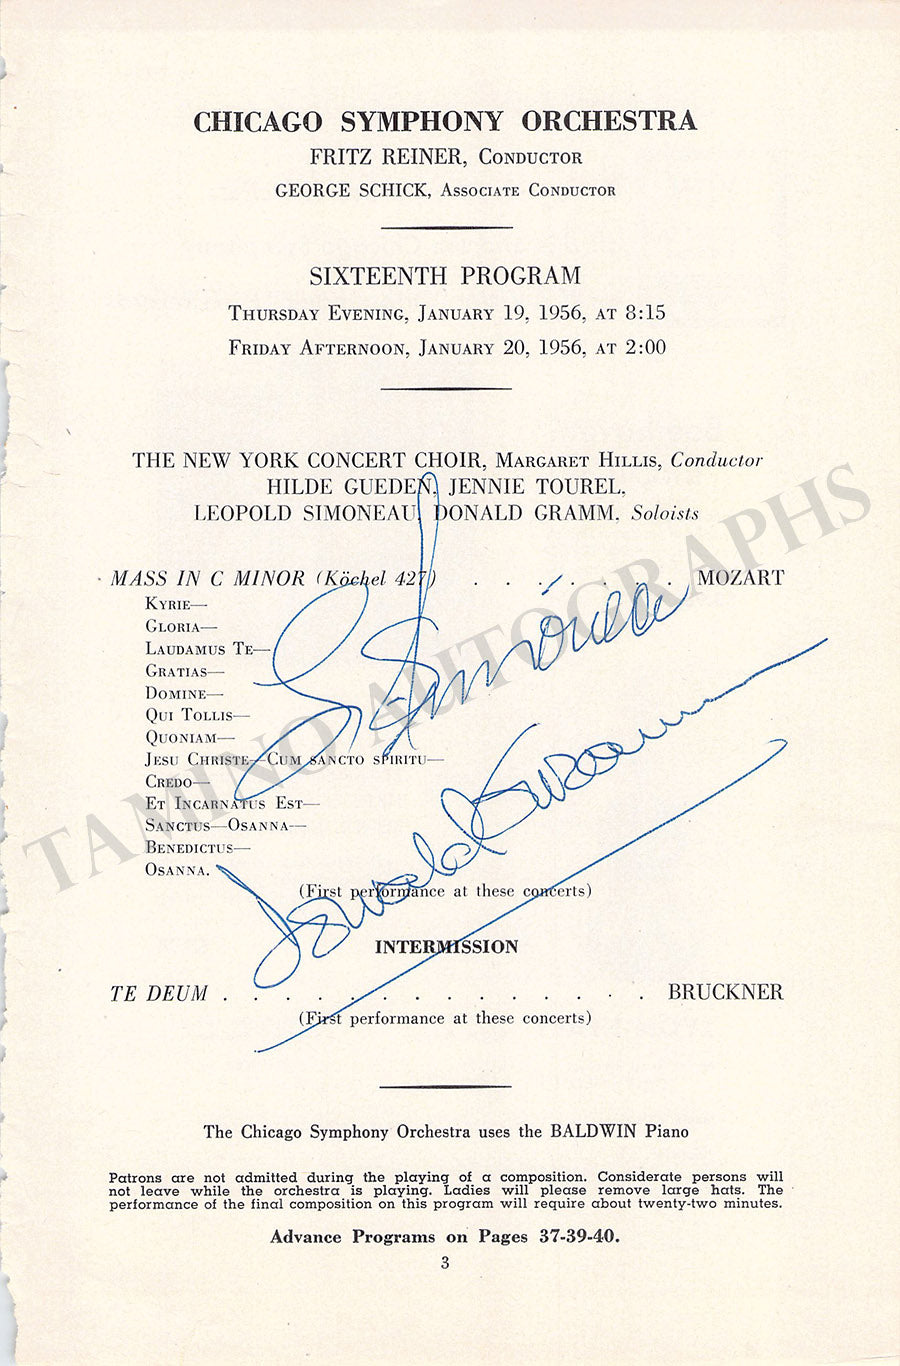 CHICAGO SYMPHONY ORCHESTRA
FRITZ REINER, CONDUCTOR
GEORGE SCHICK, ASSOCIATE CONDUCTOR
SIXTEENTH PROGRAM
THURSDAY EVENING, JANUARY 19, 1956, AT 8:15
FRIDAY AFTERNOON, JANUARY 20, 1956, AT 2:00
THE NEW YORK CONCERT CHOIR, MARGARET HILLIS, Conductor
HILDE GUEDEN, JENNIE TOUREL,
LEOPOLD SIMONEAU, DONALD GRAMM, Soloists
MASS IN C MINOR (Köchel 427) . . . . . . . MOZART
KYRIE—
GLORIA—
LAUDAMUS TE—
GRATIAS—
DOMINE—
QUI TOLLIS—
QUONIAM—
JESU CHRISTE—CUM SANCTO SPIRITU—
CREDO—
ET INCARNATUS EST—
SANCTUS—OSANNA—
BENEDICTUS—
OSANNA.
(First performance at these concerts)
L. Simoneau
Donald Gramm
TAMINO AUTOGRAPHS
INTERMISSION
TE DEUM . . . . . . . . . . . . . . BRUCKNER
(First performance at these concerts)
The Chicago Symphony Orchestra uses the BALDWIN Piano
Patrons are not admitted during the playing of a composition. Considerate persons will
not leave while the orchestra is playing. Ladies will please remove large hats. The
performance of the final composition on this program will require about twenty-two minutes.
Advance Programs on Pages 37-39-40.
3